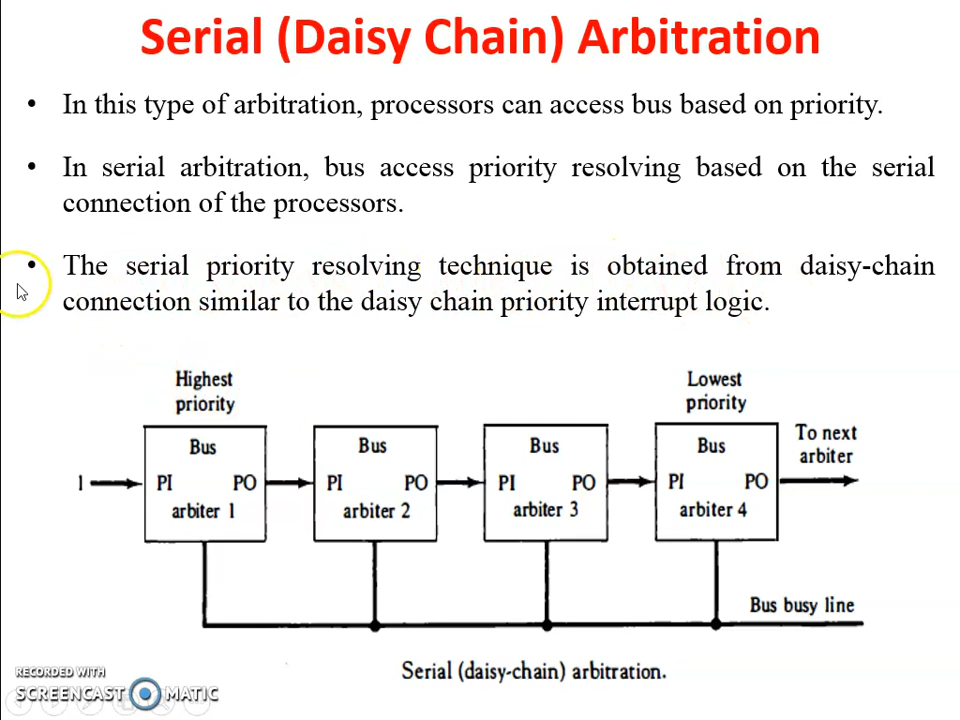 Serial (Daisy Chain) Arbitration
• In this type of arbitration, processors can access bus based on priority.
• In serial arbitration, bus access priority resolving based on the serial
connection of the processors.
• The serial priority resolving technique is obtained from daisy-chain
connection similar to the daisy chain priority interrupt logic.
Highest
priority
Lowest
priority
Bus
Bus
Bus
Bus
To next
arbiter
1
PI PO
PI PO
PI PO
PI PO
arbiter 1
arbiter 2
arbiter 3
arbiter 4
Bus busy line
Serial (daisy-chain) arbitration.
RECORDED WITH
SCREENCAST MATIC